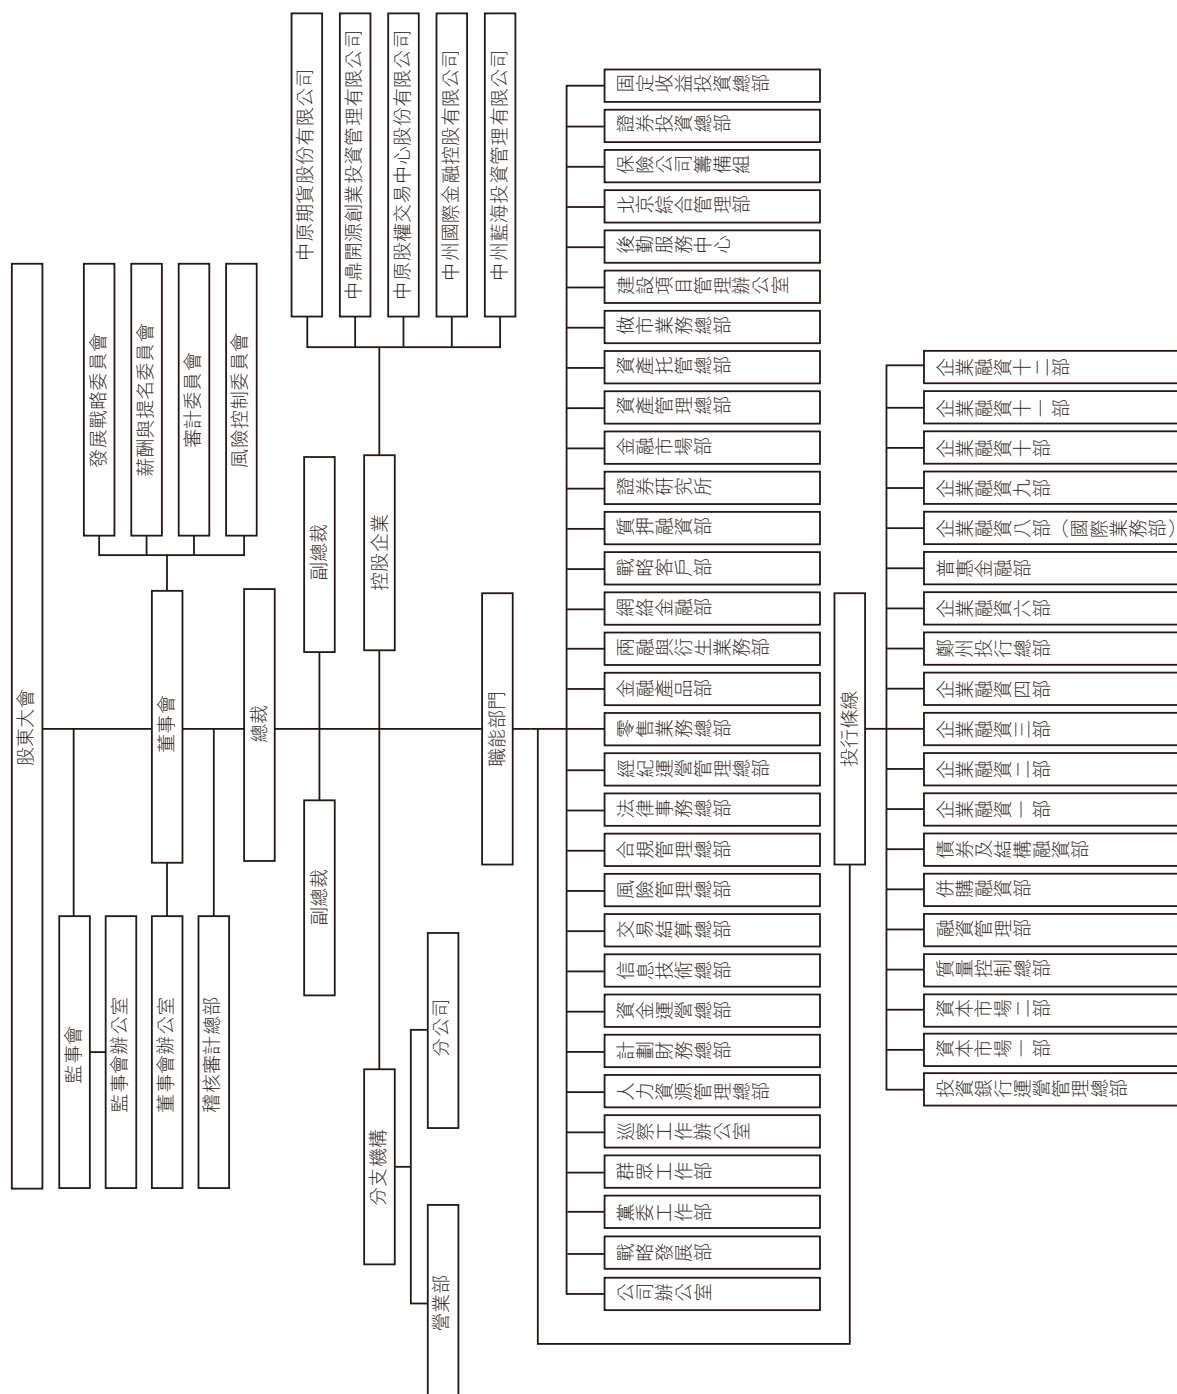 股東大會
監事會
監事會辦公室
董事會
董事會辦公室
稽核審計總部
發展戰略委員會
薪酬與提名委員會
審計委員會
風險控制委員會
總裁
副總裁
副總裁
分支機構
營業部
分公司
控股企業
中原期貨股份有限公司
中鼎開源創業投資管理有限公司
中原股權交易中心股份有限公司
中州國際金融控股有限公司
中州藍海投資管理有限公司
職能部門
公司辦公室
戰略發展部
黨委工作部
群眾工作部
巡察工作辦公室
人力資源管理總部
計劃財務總部
資金運營總部
信息技術總部
交易結算總部
風險管理總部
合規管理總部
法律事務總部
經紀運營管理總部
零售業務總部
金融產品部
兩融與衍生業務部
網絡金融部
戰略客戶部
質押融資部
證券研究所
金融市場部
資產管理總部
資產托管總部
做市業務總部
建設項目管理辦公室
後勤服務中心
北京綜合管理部
保險公司籌備組
證券投資總部
固定收益投資總部
投行條線
投資銀行運營管理總部
資本市場一部
資本市場二部
質量控制總部
融資管理部
併購融資部
債券及結構融資部
企業融資一部
企業融資二部
企業融資三部
企業融資四部
鄭州投行總部
企業融資六部
普惠金融部
企業融資八部（國際業務部）
企業融資九部
企業融資十部
企業融資十一部
企業融資十二部